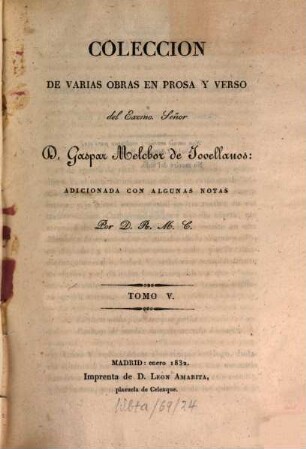 COLECCION
DE VARIAS OBRAS EN PROSA Y VERSO
del Excmo. Señor
D. Gaspar Melchor de Jovellanos:
ADICIONADA CON ALGUNAS NOTAS
Por D. R. M. C.
TOMO V.
MADRID: enero 1832.
Imprenta de D. LEON AMARITA,
plazuela de Celenque.